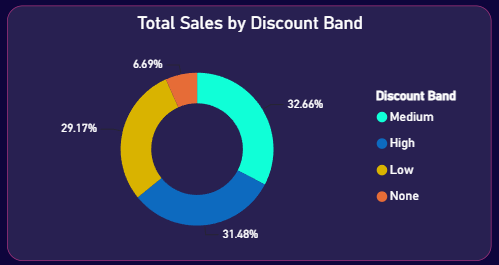 Total Sales by Discount Band
6.69%
32.66%
29.17%
31.48%
Discount Band
Medium
High
Low
None